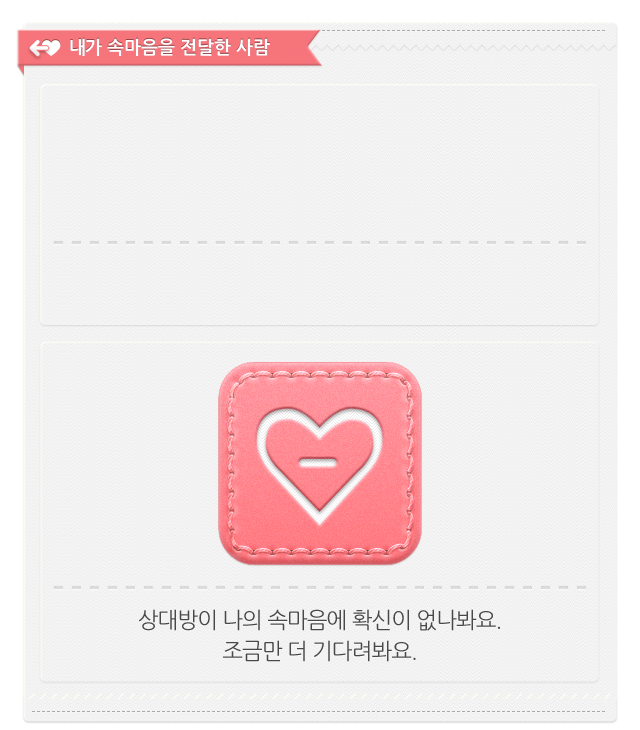 내가 속마음을 전달한 사람
상대방이 나의 속마음에 확신이 없나봐요.
조금만 더 기다려봐요.